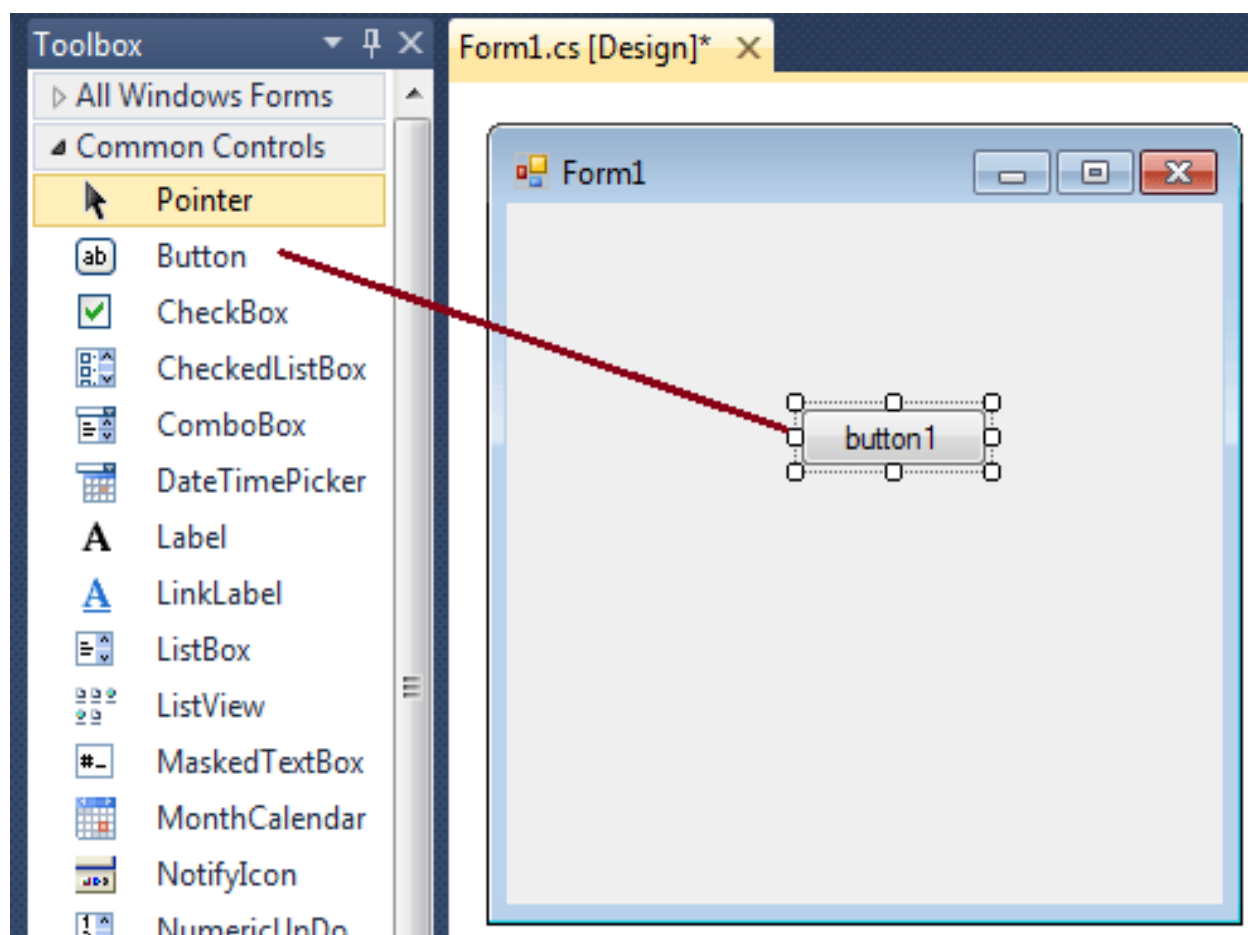 Toolbox
Form1.cs [Design]*
All Windows Forms
Common Controls
Pointer
Button
CheckBox
CheckedListBox
ComboBox
DateTimePicker
Label
LinkLabel
ListBox
ListView
MaskedTextBox
MonthCalendar
NotifyIcon
NumericUpDo
Form1
button1